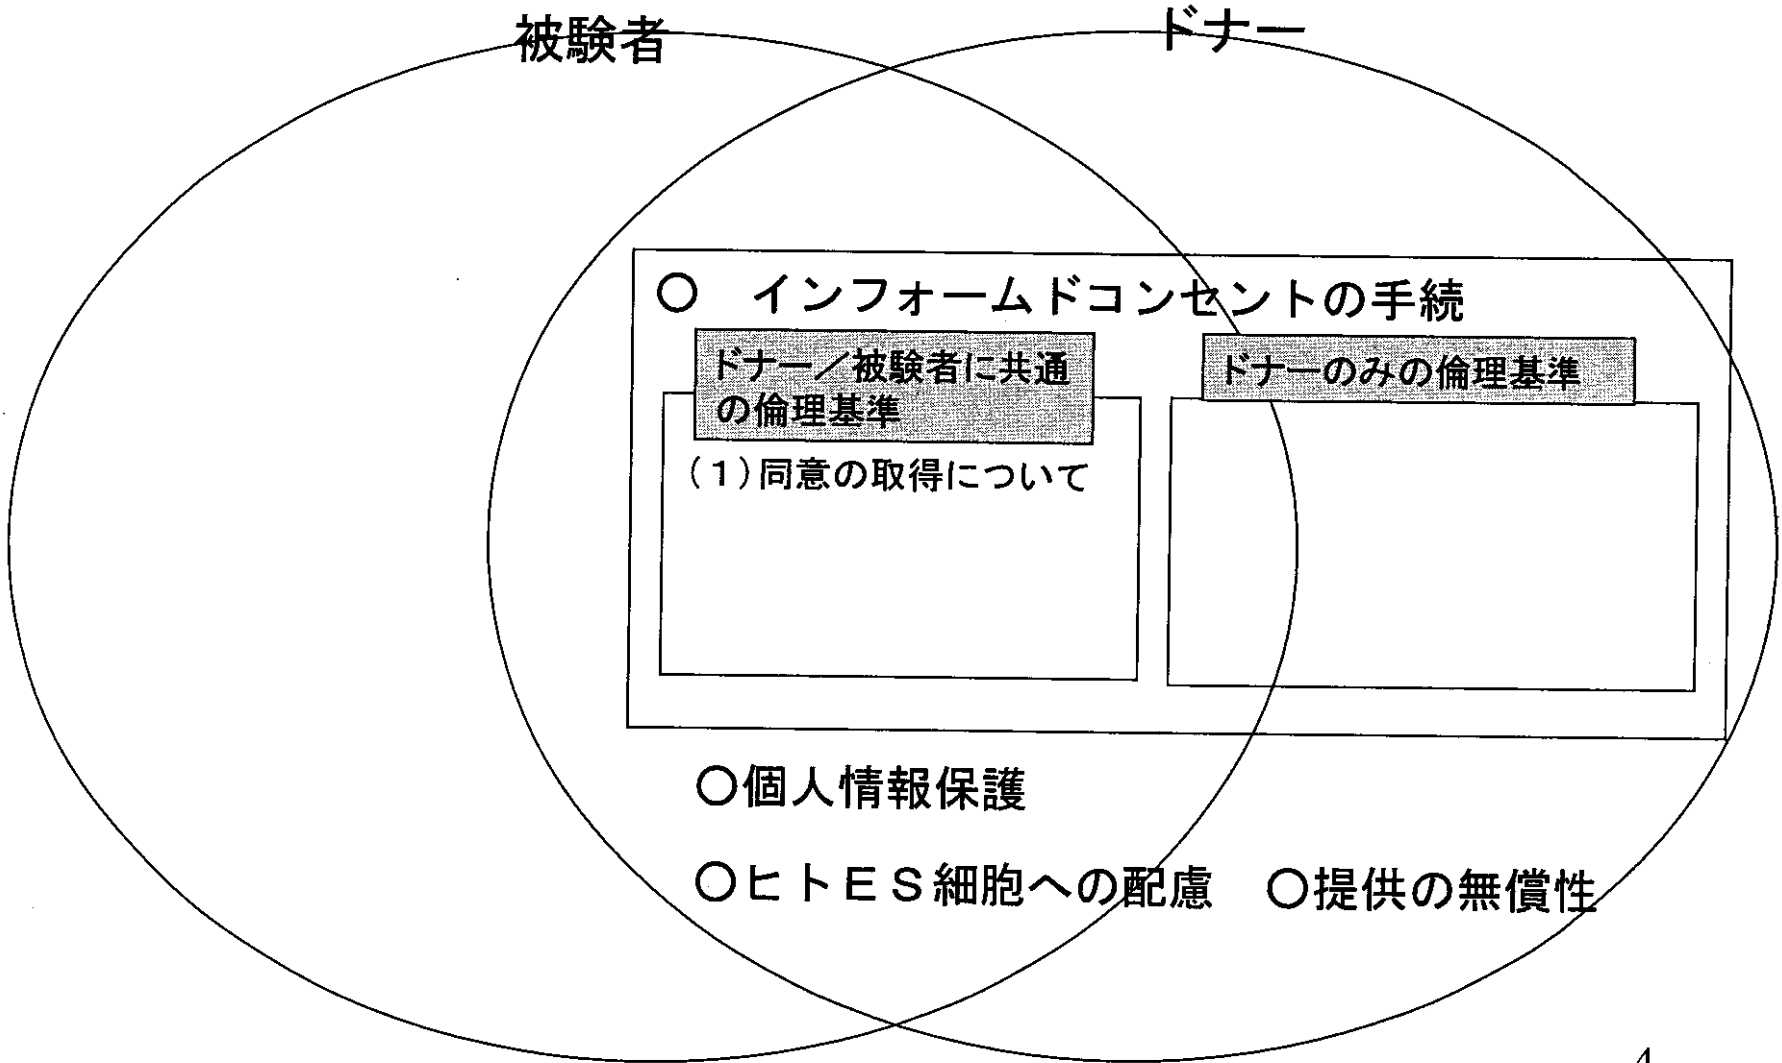 被験者
ドナー
○　インフォームドコンセントの手続
ドナー／被験者に共通
の倫理基準
ドナーのみの倫理基準
（１）同意の取得について
○個人情報保護
○ヒトＥＳ細胞への配慮　○提供の無償性
4